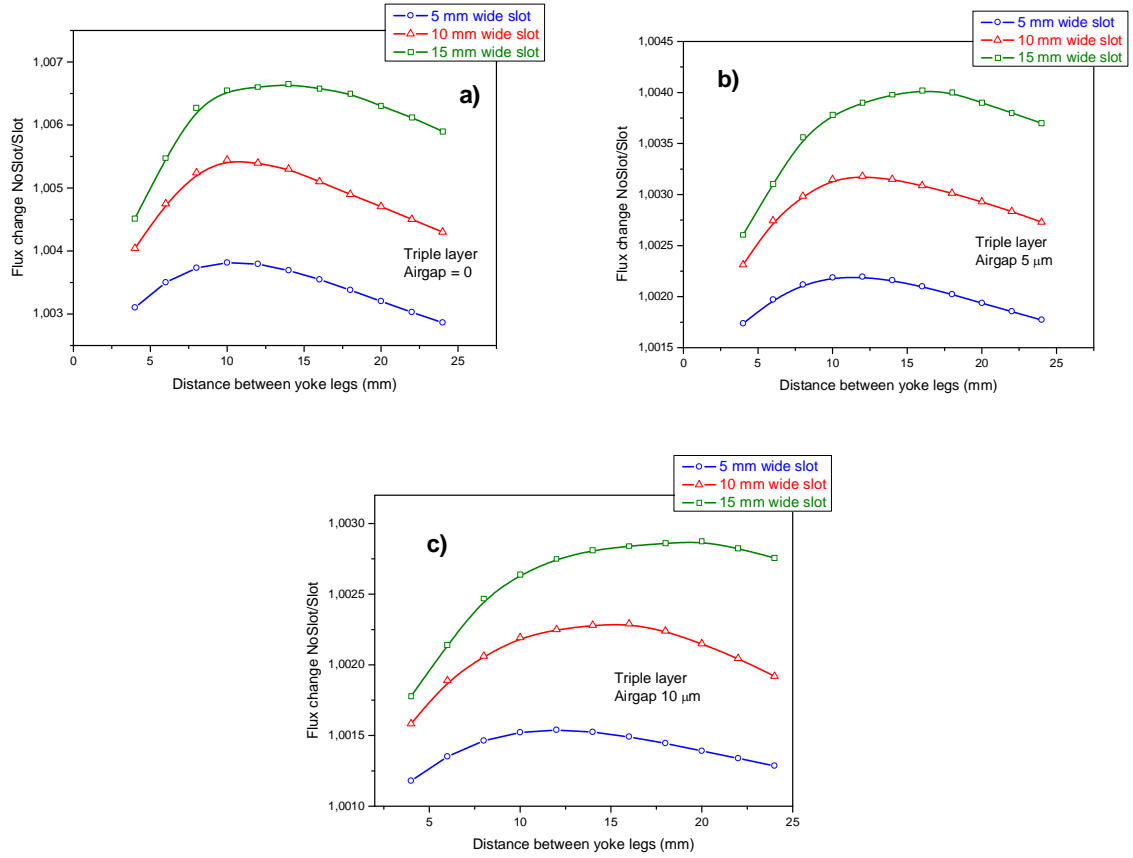 5 mm wide slot
10 mm wide slot
15 mm wide slot
a)
1,007
1,006
1,005
1,004
1,003
Flux change NoSlot/Slot
Triple layer
Airgap = 0
0 5 10 15 20 25
Distance between yoke legs (mm)
5 mm wide slot
10 mm wide slot
15 mm wide slot
b)
1,0045
1,0040
1,0035
1,0030
1,0025
1,0020
1,0015
Flux change NoSlot/Slot
Triple layer
Airgap 5 μm
0 5 10 15 20 25
Distance between yoke legs (mm)
5 mm wide slot
10 mm wide slot
15 mm wide slot
c)
1,0030
1,0025
1,0020
1,0015
1,0010
Flux change NoSlot/Slot
Triple layer
Airgap 10 μm
5 10 15 20 25
Distance between yoke legs (mm)